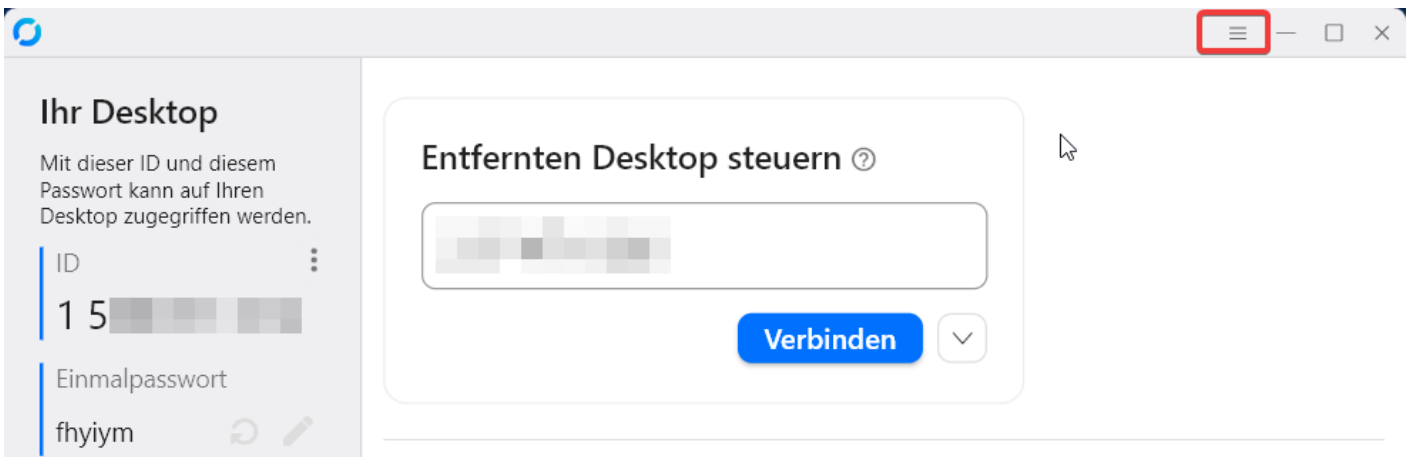 Ihr Desktop
Mit dieser ID und diesem
Passwort kann auf Ihren
Desktop zugegriffen werden.
ID
1 5
Einmalpasswort
fhyiym
Entfernten Desktop steuern
Verbinden